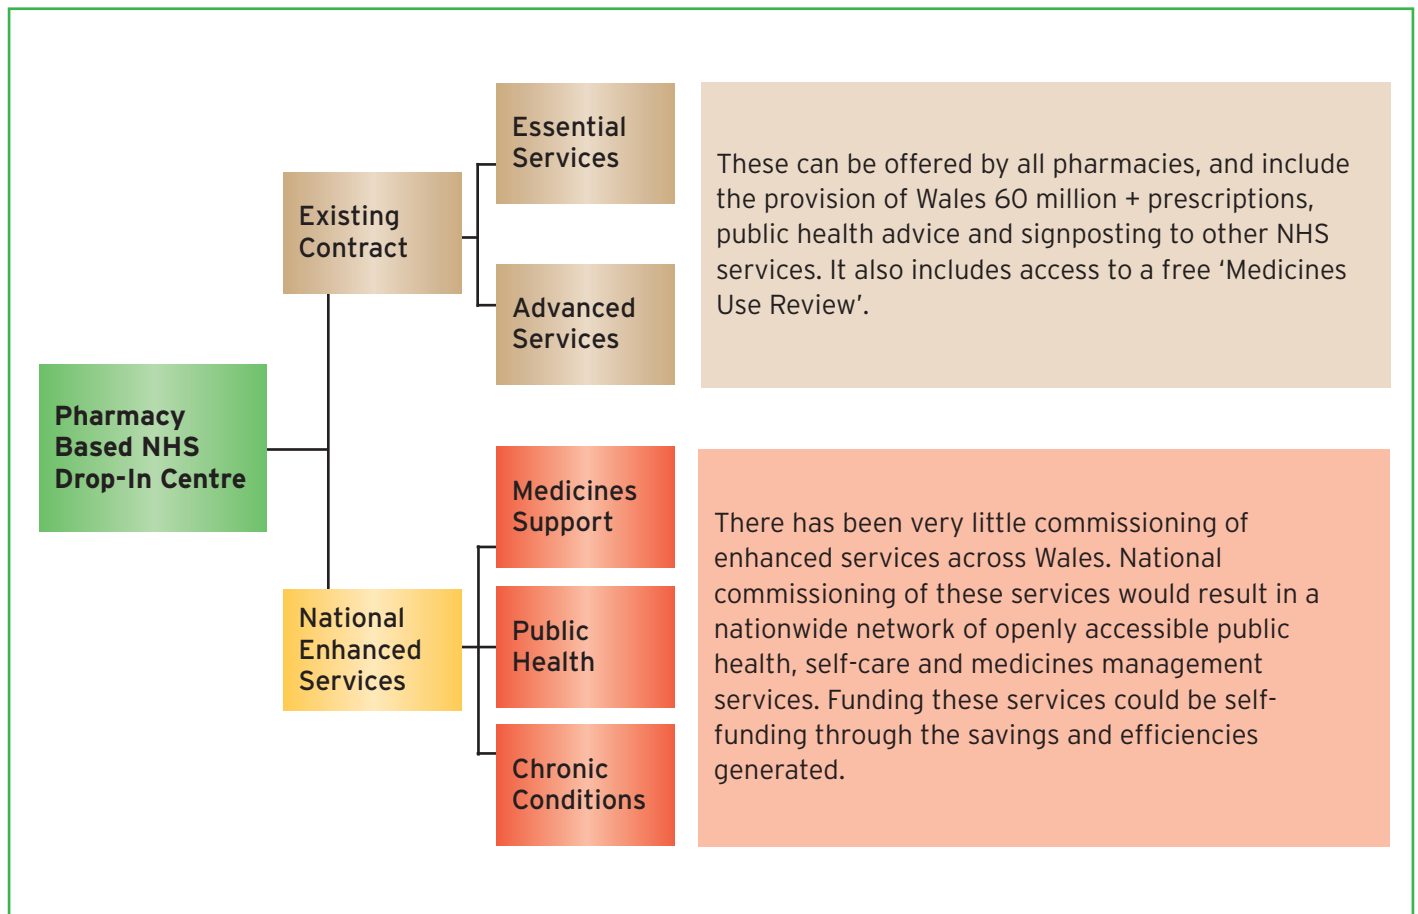 Pharmacy
Based NHS
Drop-In Centre
Existing
Contract
Essential
Services
Advanced
Services
These can be offered by all pharmacies, and include
the provision of Wales 60 million + prescriptions,
public health advice and signposting to other NHS
services. It also includes access to a free ‘Medicines
Use Review’.
National
Enhanced
Services
Medicines
Support
Public
Health
Chronic
Conditions
There has been very little commissioning of
enhanced services across Wales. National
commissioning of these services would result in a
nationwide network of openly accessible public
health, self-care and medicines management
services. Funding these services could be self-
funding through the savings and efficiencies
generated.